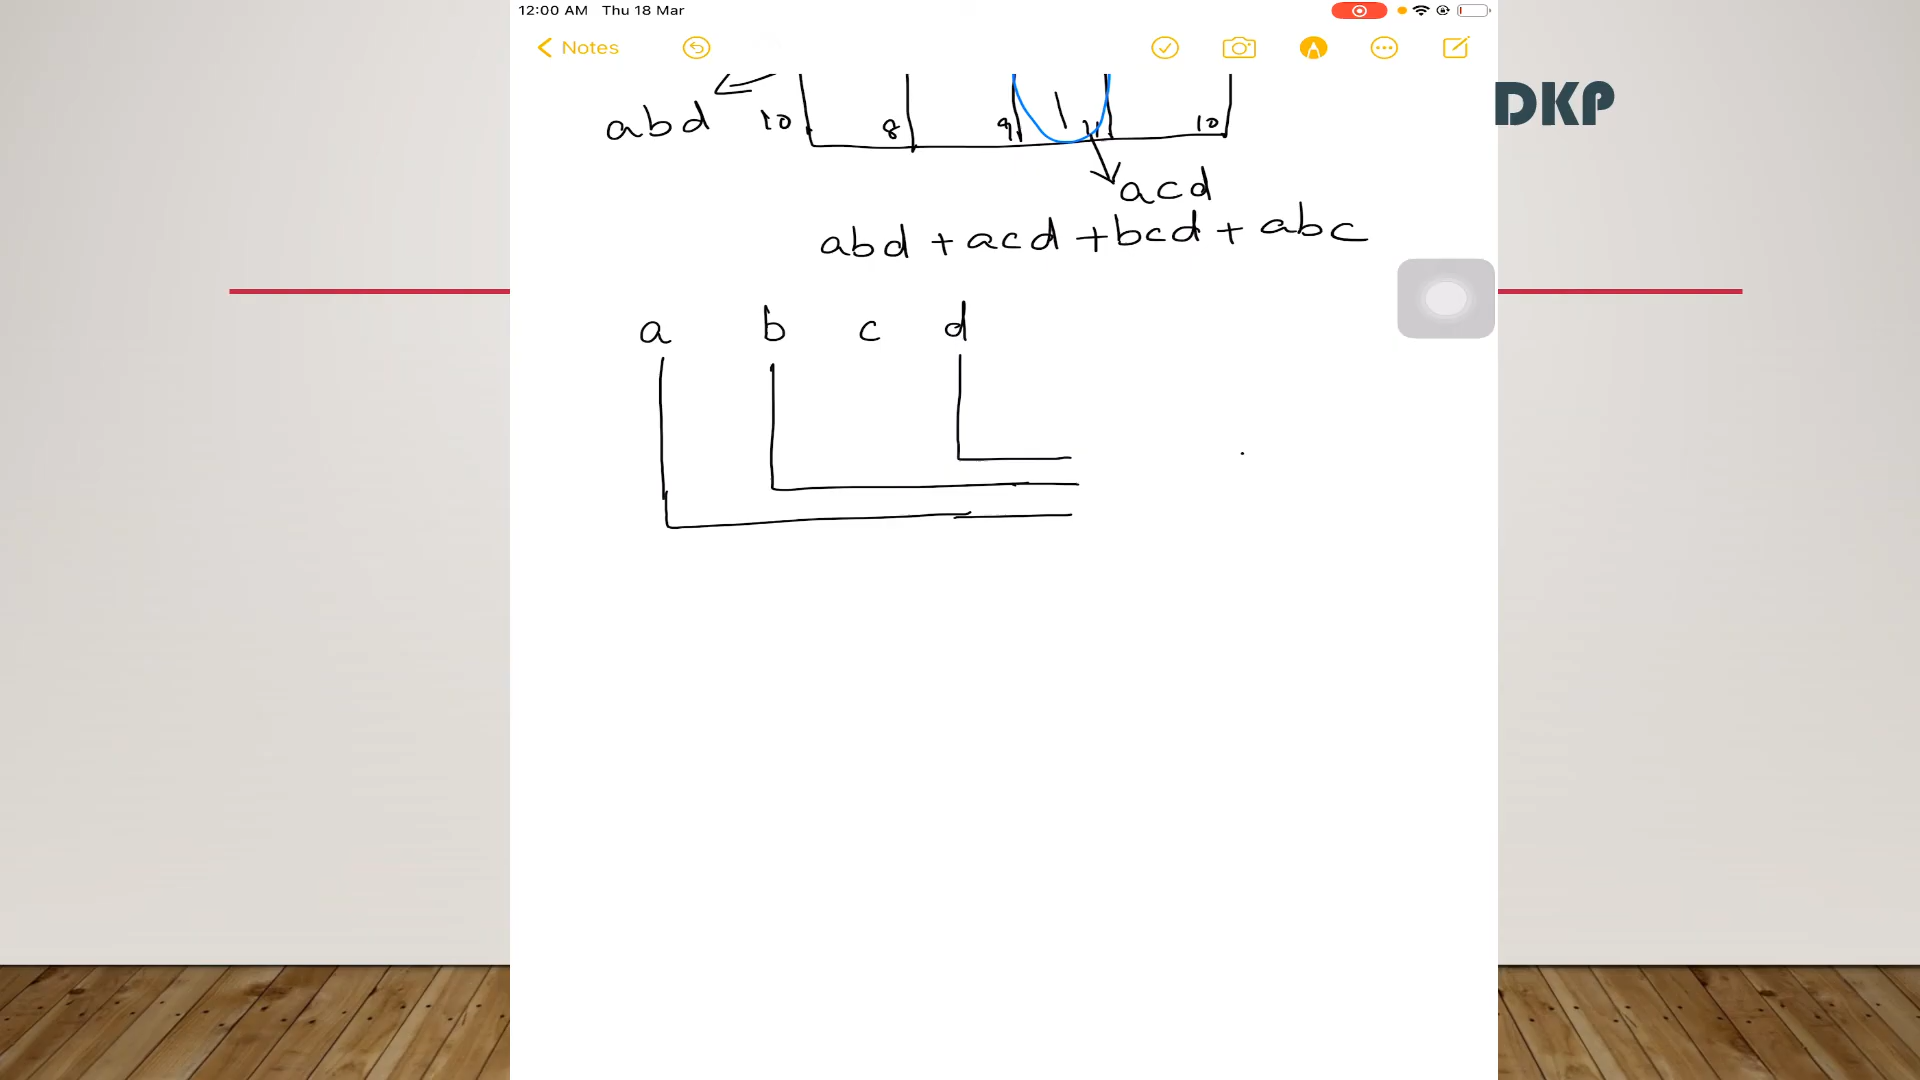 12:00 AM Thu 18 Mar
Notes
DKP
abd 10 8 9 1 11 10
acd
abd + acd + bcd + abc
a b c d